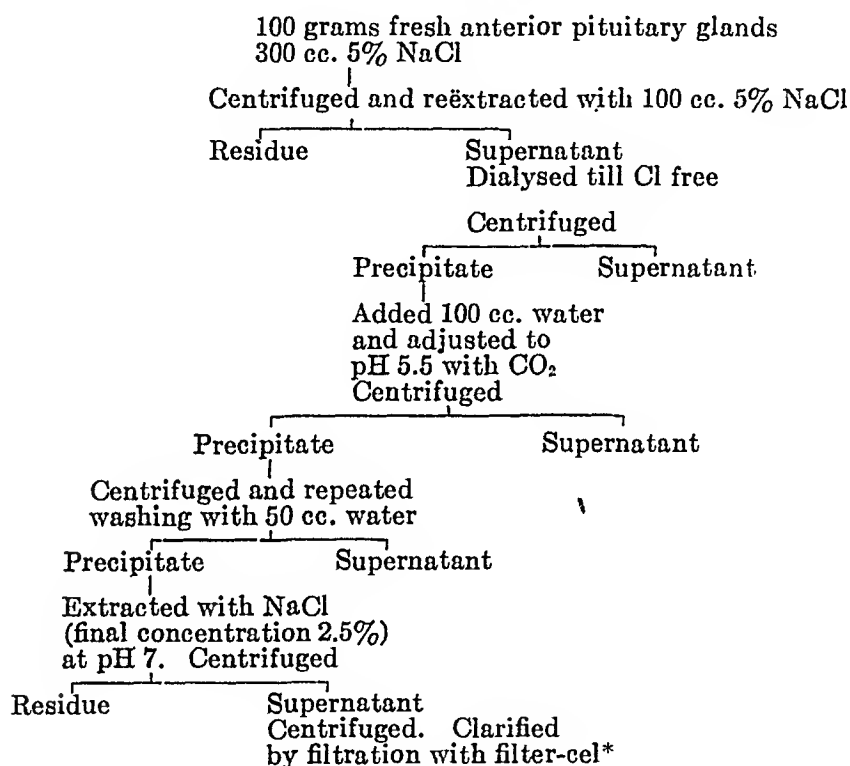 100 grams fresh anterior pituitary glands
300 cc. 5% NaCl
Centrifuged and reëxtracted with 100 cc. 5% NaCl
Residue Supernatant
Dialysed till Cl free
Centrifuged
Precipitate Supernatant
Added 100 cc. water
and adjusted to
pH 5.5 with CO₂
Centrifuged
Precipitate Supernatant
Centrifuged and repeated
washing with 50 cc. water
Precipitate Supernatant
Extracted with NaCl
(final concentration 2.5%)
at pH 7. Centrifuged
Residue Supernatant
Centrifuged. Clarified
by filtration with filter-cel*